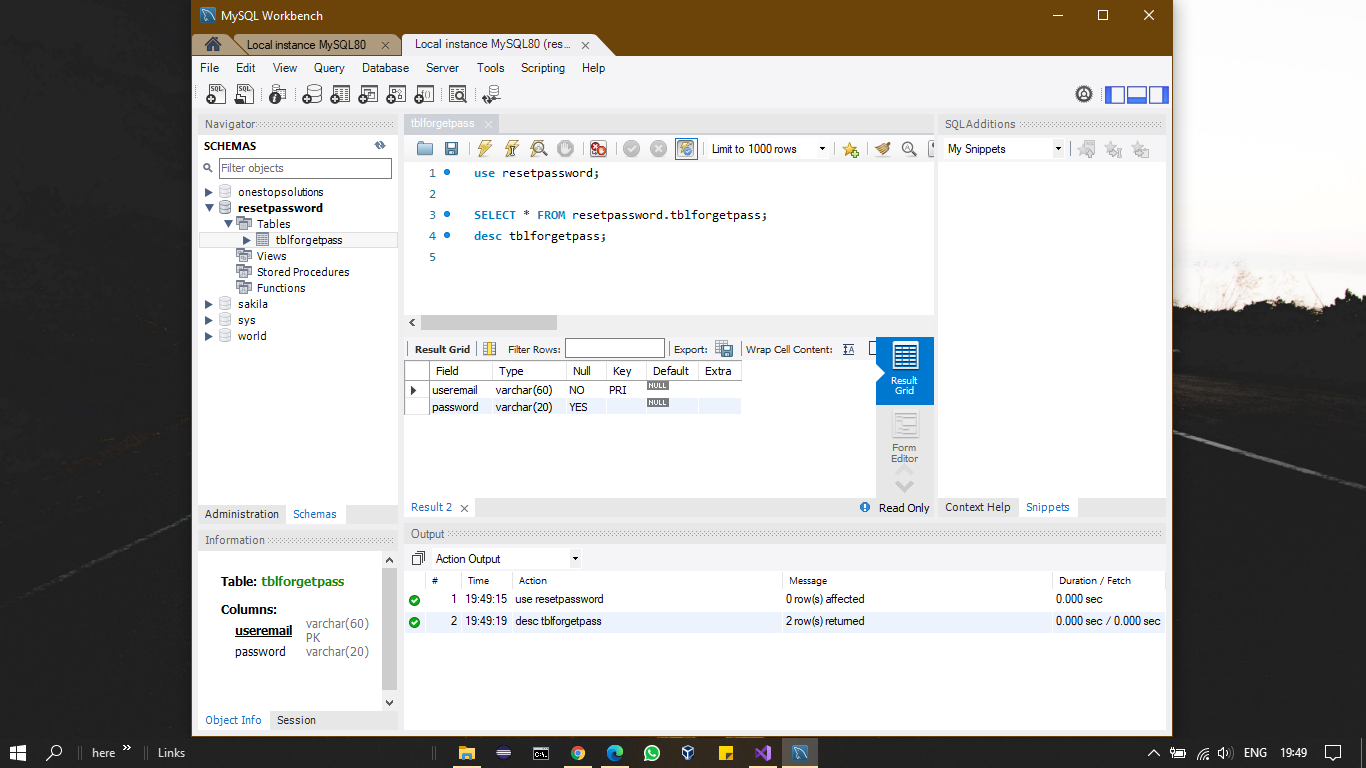 MySQL Workbench
Local instance MySQL80
Local instance MySQL80 (res...
File Edit View Query Database Server Tools Scripting Help
Navigator
SCHEMAS
Filter objects
onestopsolutions
resetpassword
Tables
tblforgetpass
Views
Stored Procedures
Functions
sakila
sys
world
Administration Schemas
Information
Table: tblforgetpass
Columns:
useremail varchar(60)
PK
password varchar(20)
Object Info Session
tblforgetpass
Limit to 1000 rows
1 use resetpassword;
2
3 SELECT * FROM resetpassword.tblforgetpass;
4 desc tblforgetpass;
5
Result Grid Filter Rows: Export: Wrap Cell Content:
Field Type Null Key Default Extra
useremail varchar(60) NO PRI NULL
password varchar(20) YES NULL
Result Grid
Form Editor
Result 2 Read Only
SQLAdditions
My Snippets
Context Help Snippets
Output
Action Output
# Time Action Message Duration / Fetch
1 19:49:15 use resetpassword 0 row(s) affected 0.000 sec
2 19:49:19 desc tblforgetpass 2 row(s) returned 0.000 sec / 0.000 sec
here Links ENG 19:49